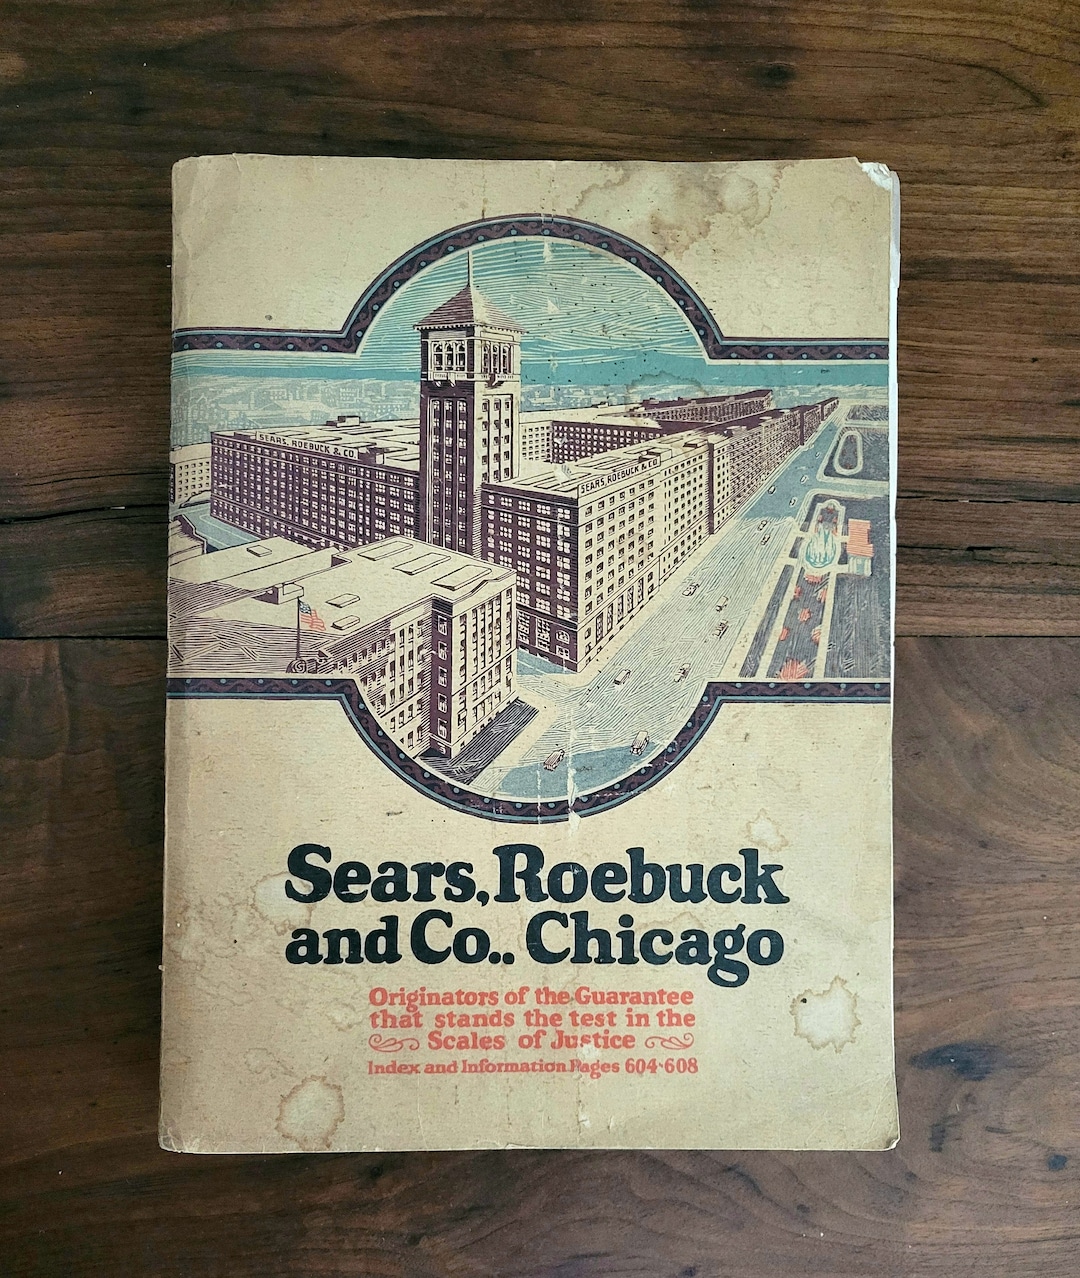 SEARS, ROEBUCK & CO
SEARS, ROEBUCK & CO
Sears, Roebuck
and Co., Chicago
Originators of the Guarantee
that stands the test in the
Scales of Justice
Index and Information Pages 604-608